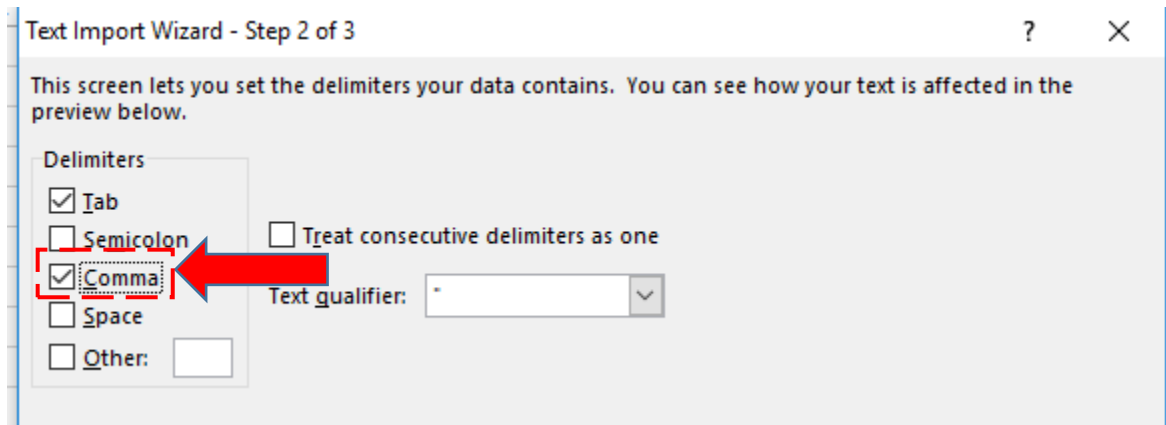 Text Import Wizard - Step 2 of 3
This screen lets you set the delimiters your data contains.  You can see how your text is affected in the
preview below.
Delimiters
Tab
Semicolon
Treat consecutive delimiters as one
Comma
Text qualifier: "
Space
Other: